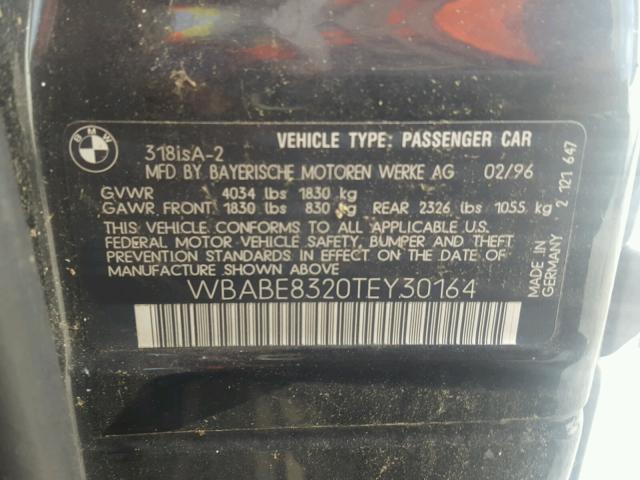 BMW
318isA-2
VEHICLE TYPE: PASSENGER CAR
MFD BY BAYERISCHE MOTOREN WERKE AG 02/96
GVWR 4034 lbs 1830 kg
GAWR FRONT 1830 lbs 830 kg REAR 2326 lbs 1055 kg
THIS VEHICLE CONFORMS TO ALL APPLICABLE U.S.
FEDERAL MOTOR VEHICLE SAFETY, BUMPER AND THEFT
PREVENTION STANDARDS IN EFFECT ON THE DATE OF
MANUFACTURE SHOWN ABOVE
WBABE8320TEY30164
MADE IN
GERMANY
2 121 647